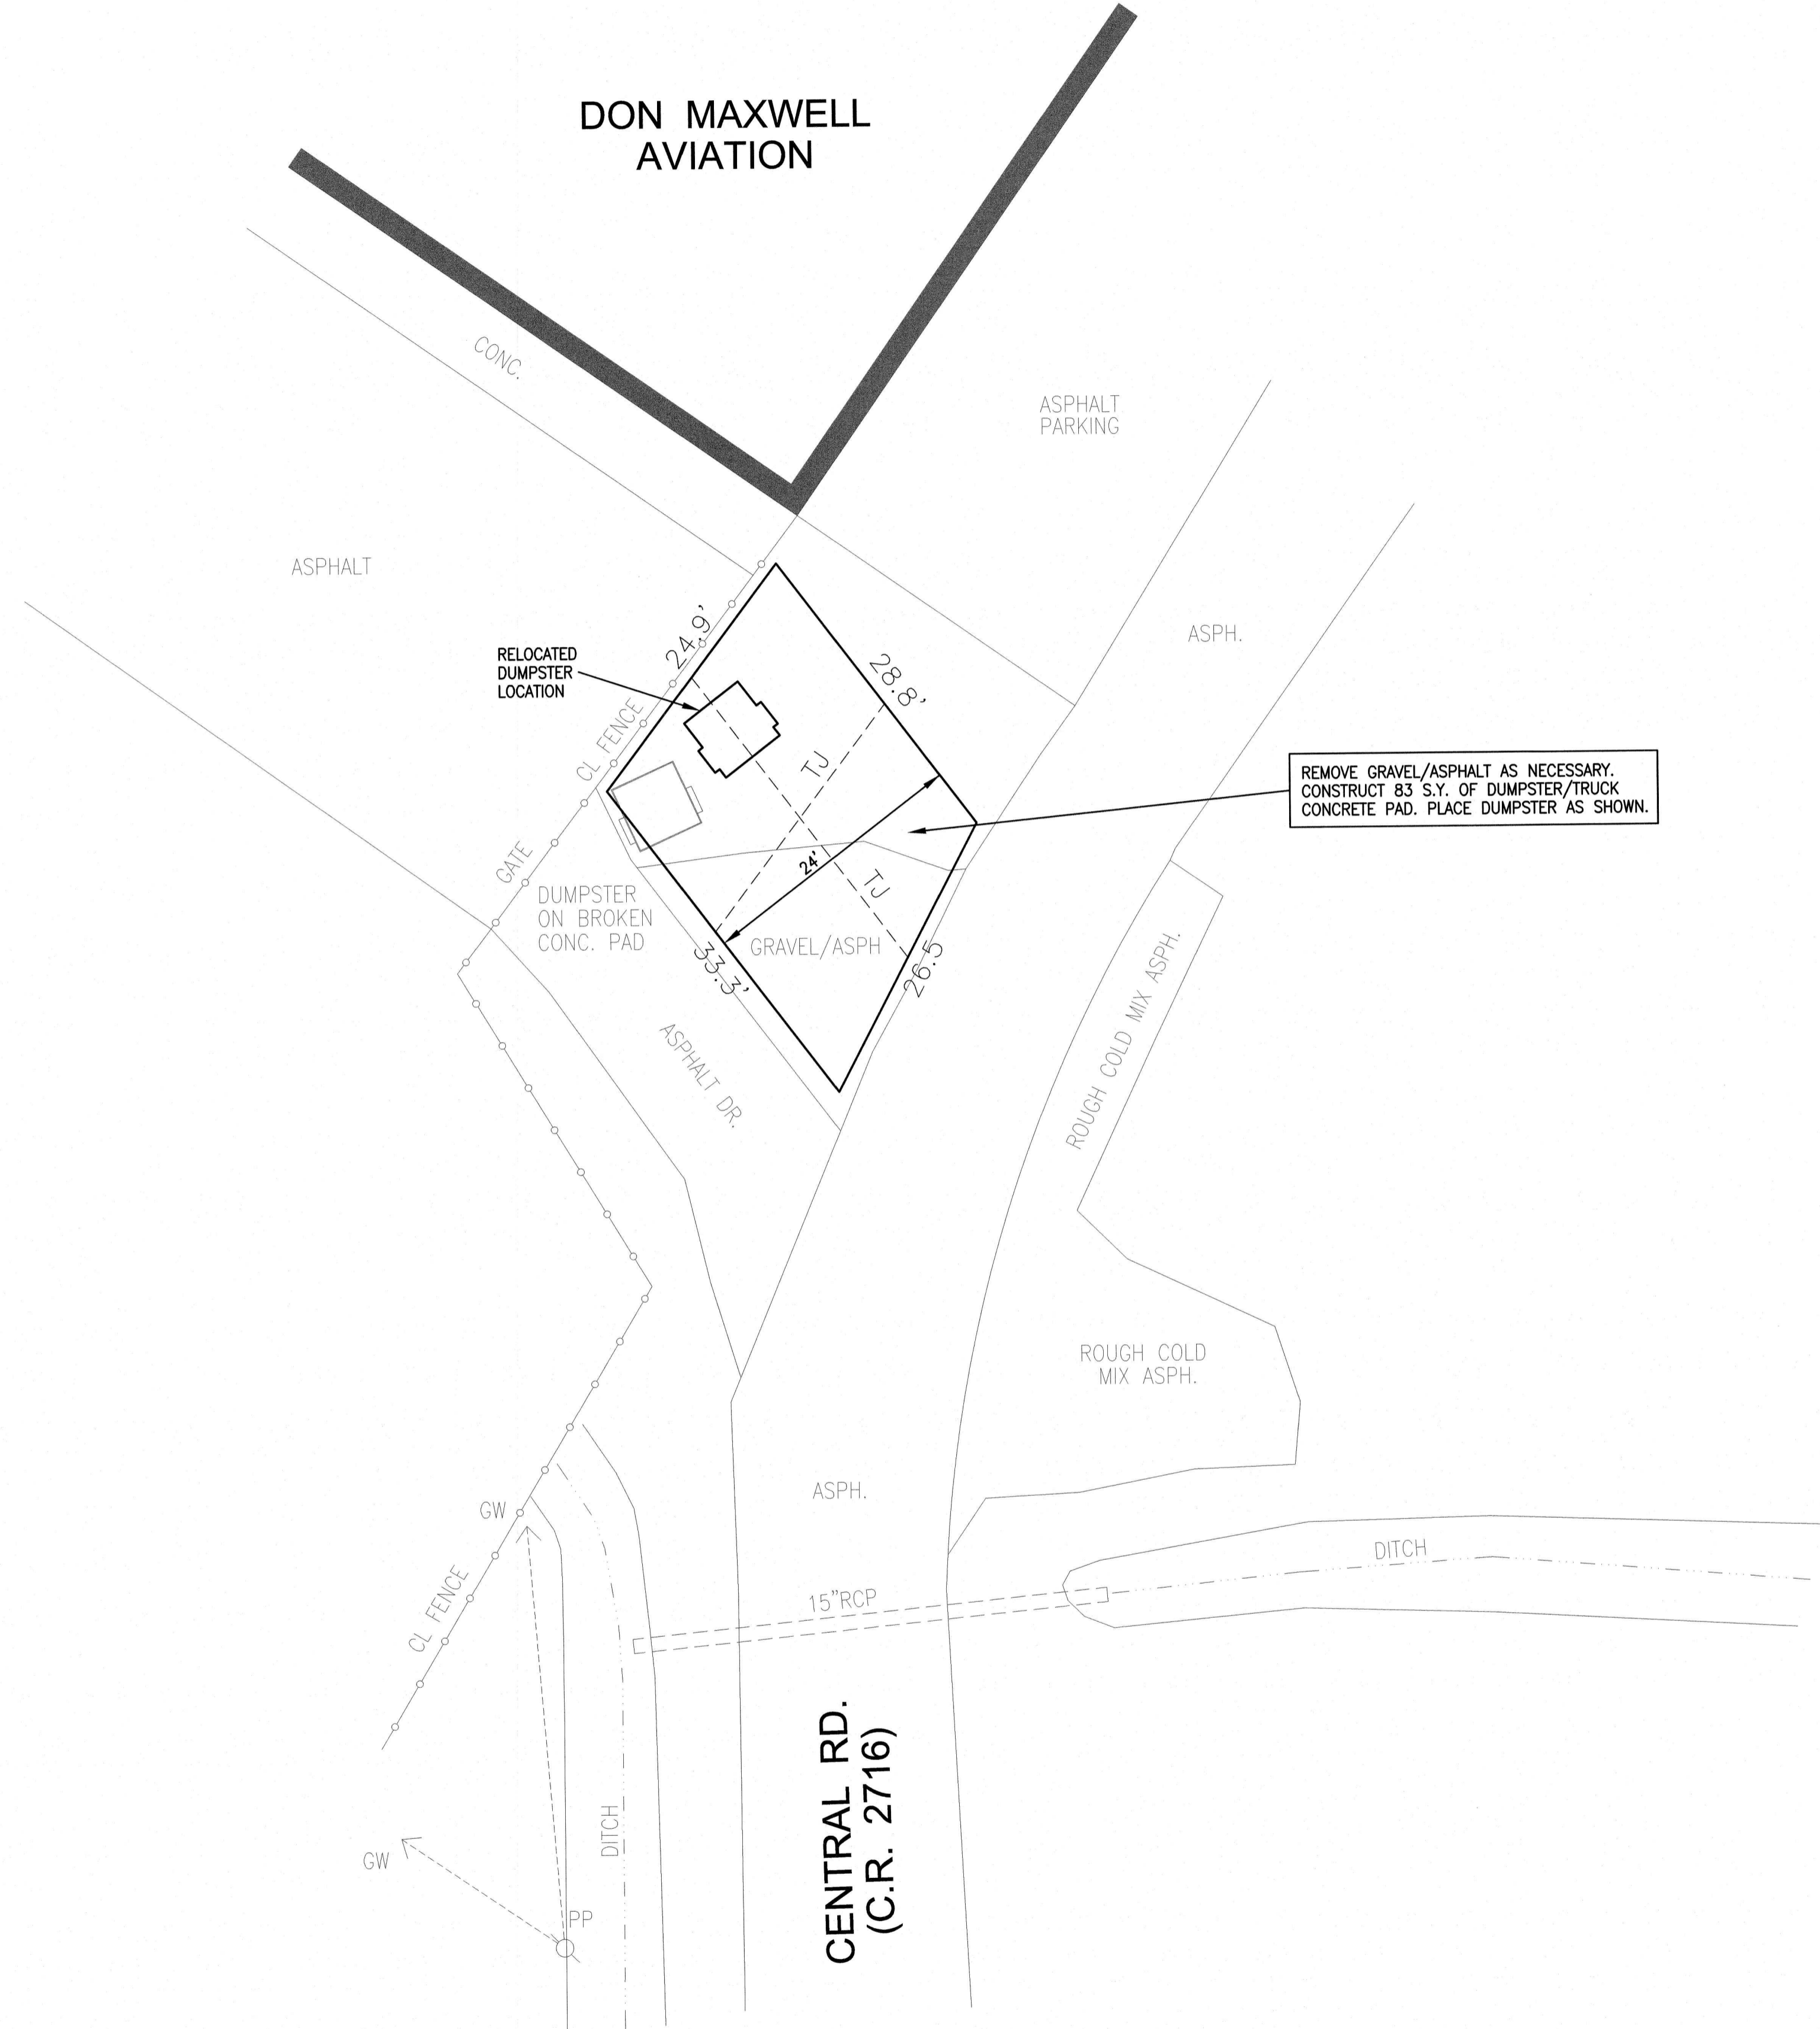 DON MAXWELL
AVIATION
CONC.
ASPHALT
PARKING
ASPHALT
ASPH.
24.9'
28.8'
RELOCATED
DUMPSTER
LOCATION
CL FENCE
TJ
REMOVE GRAVEL/ASPHALT AS NECESSARY.
CONSTRUCT 83 S.Y. OF DUMPSTER/TRUCK
CONCRETE PAD. PLACE DUMPSTER AS SHOWN.
GATE
24'
TJ
DUMPSTER
ON BROKEN
CONC. PAD
GRAVEL/ASPH
33.3'
26.5
ASPHALT DR.
ROUGH COLD MIX ASPH.
ROUGH COLD
MIX ASPH.
ASPH.
GW
DITCH
CL FENCE
15"RCP
CENTRAL RD.
(C.R. 2716)
DITCH
GW
PP